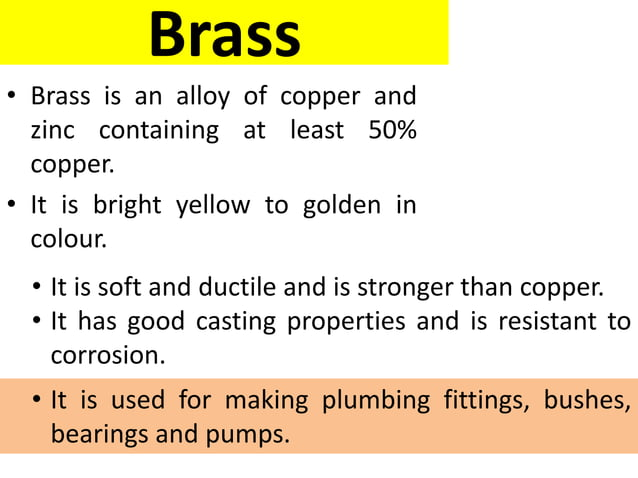 Brass
• Brass is an alloy of copper and
zinc containing at least 50%
copper.
• It is bright yellow to golden in
colour.
• It is soft and ductile and is stronger than copper.
• It has good casting properties and is resistant to
corrosion.
• It is used for making plumbing fittings, bushes,
bearings and pumps.